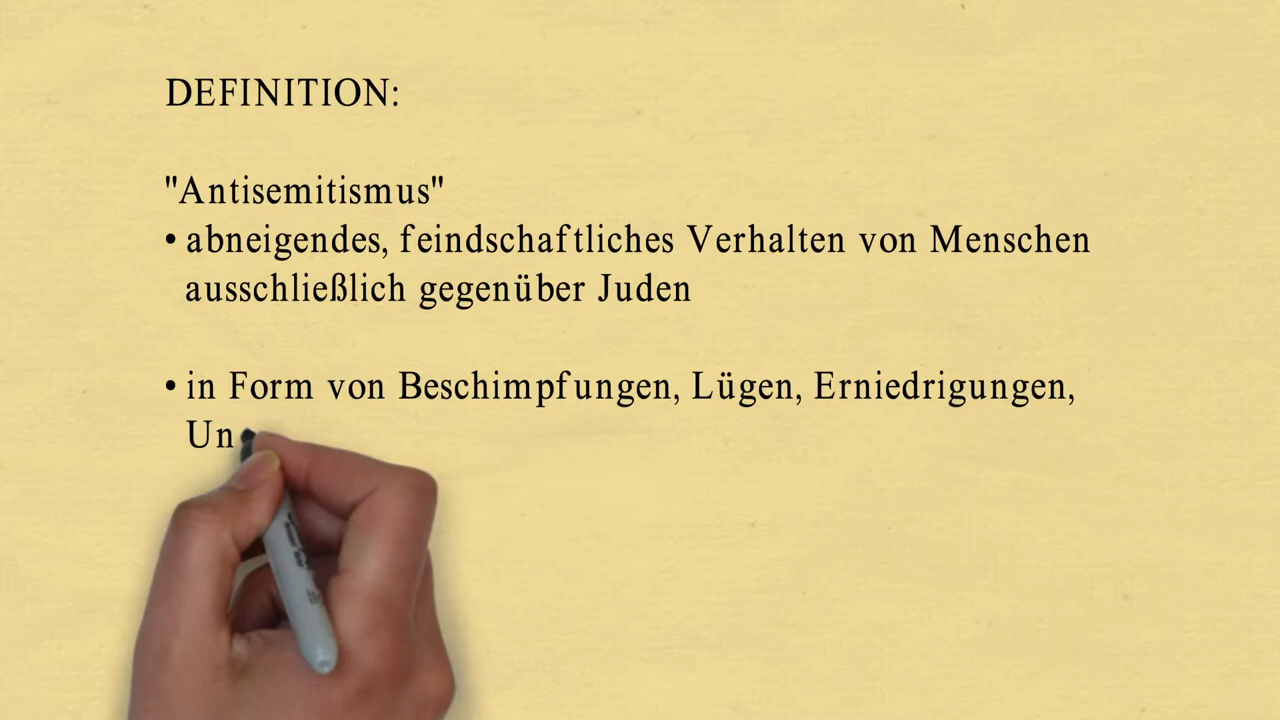 DEFINITION:
"Antisemitismus"
• abneigendes, feindschaftliches Verhalten von Menschen
ausschließlich gegenüber Juden
• in Form von Beschimpfungen, Lügen, Erniedrigungen,
Un